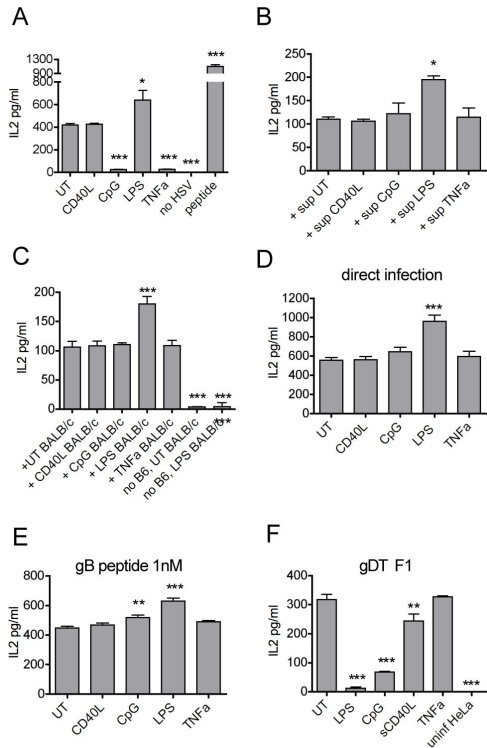 A
B
IL2 pg/ml
1300
900
800
600
400
200
0
***
*
***
***
***
UT
CD40L
CpG
LPS
TNFa
no HSV
peptide
IL2 pg/ml
250
200
150
100
50
0
*
+ sup UT
+ sup CD40L
+ sup CpG
+ sup LPS
+ sup TNFa
C
D
IL2 pg/ml
200
150
100
50
0
***
***
***
***
+UT BALB/c
+ CD40L BALB/c
+ CpG BALB/c
+ LPS BALB/c
+ TNFa BALB/c
no B6, UT BALB/c
no B6, LPS BALB/c
direct infection
IL2 pg/ml
1200
1000
800
600
400
200
0
***
UT
CD40L
CpG
LPS
TNFa
E
F
gB peptide 1nM
IL2 pg/ml
800
600
400
200
0
**
***
UT
CD40L
CpG
LPS
TNFa
gDT F1
IL2 pg/ml
400
300
200
100
0
***
***
**
***
UT
LPS
CpG
sCD40L
TNFa
uninf HeLa